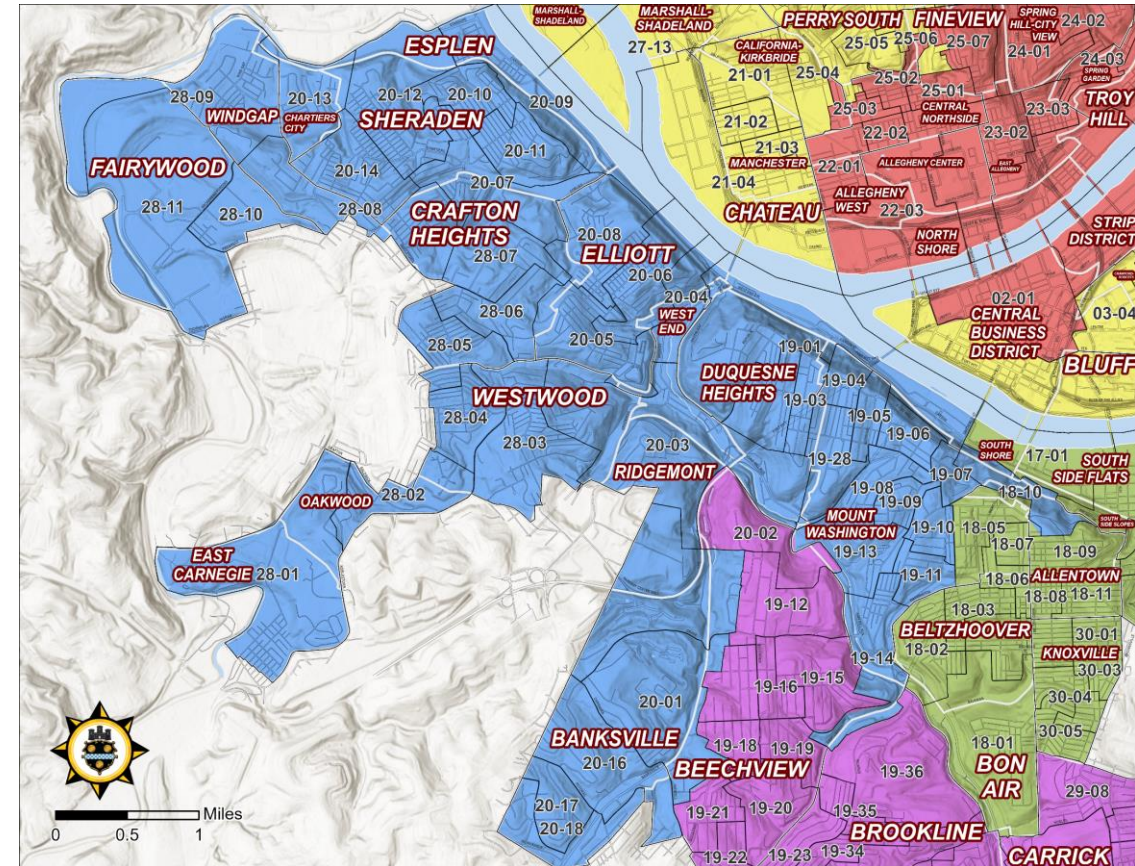 MARSHALL-
SHADELAND
MARSHALL-
SHADELAND
27-13
PERRY SOUTH
25-05
25-06
FINEVIEW
25-07
SPRING
HILL-CITY
VIEW
24-02
24-01
24-03
SPRING
GARDEN
CALIFORNIA-
KIRKBRIDE
21-01
25-04
25-02
25-01
25-03
CENTRAL
NORTHSIDE
23-03
TROY
HILL
21-02
22-02
23-02
21-03
MANCHESTER
22-01
ALLEGHENY CENTER
EAST
ALLEGHENY
21-04
CHATEAU
ALLEGHENY
WEST
22-03
NORTH
SHORE
STRIP
DISTRICT
02-01
CENTRAL
BUSINESS
DISTRICT
03-04
BLUFF
ESPLEN
28-09
WINDGAP
20-13
CHARTIERS
CITY
20-12
20-10
20-09
SHERADEN
20-11
FAIRYWOOD
20-14
20-07
28-11
28-10
28-08
CRAFTON
HEIGHTS
28-07
20-08
ELLIOTT
20-06
20-04
WEST
END
28-06
28-05
20-05
19-01
DUQUESNE
HEIGHTS
19-04
19-03
19-05
19-06
WESTWOOD
28-04
28-03
20-03
RIDGEMONT
19-28
19-07
SOUTH
SHORE
17-01
SOUTH
SIDE FLATS
OAKWOOD
28-02
19-08
19-09
18-10
SOUTH
SIDE SLOPES
20-02
MOUNT
WASHINGTON
19-10
18-05
18-07
19-13
18-09
EAST
CARNEGIE
28-01
19-11
18-06
ALLENTOWN
18-08
18-11
19-12
18-03
BELTZHOOVER
18-02
30-01
KNOXVILLE
30-03
19-14
19-15
19-16
30-04
20-01
30-05
BANKSVILLE
20-16
19-18
19-19
18-01
BON
AIR
BEECHVIEW
19-36
29-08
20-17
20-18
19-21
19-20
19-35
BROOKLINE
19-22
19-23
19-34
CARRICK
Miles
0
0.5
1